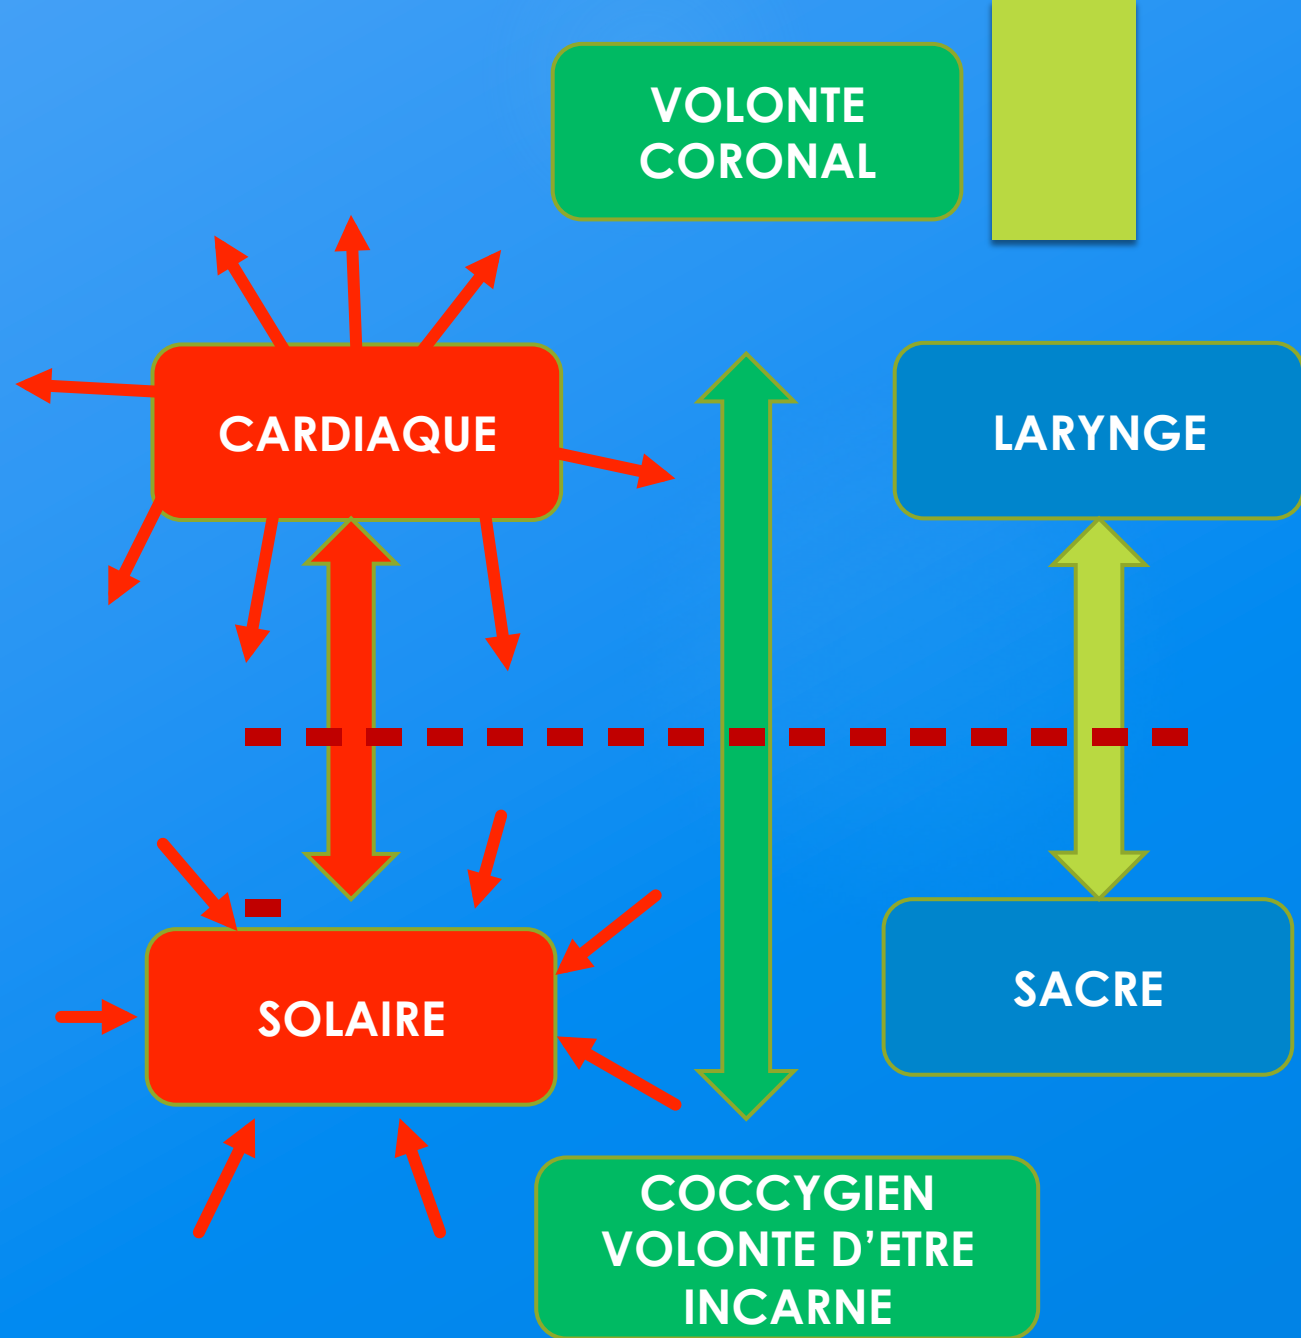 VOLONTE
CORONAL
CARDIAQUE
LARYNGE
SOLAIRE
SACRE
COCCYGIEN
VOLONTE D’ETRE
INCARNE